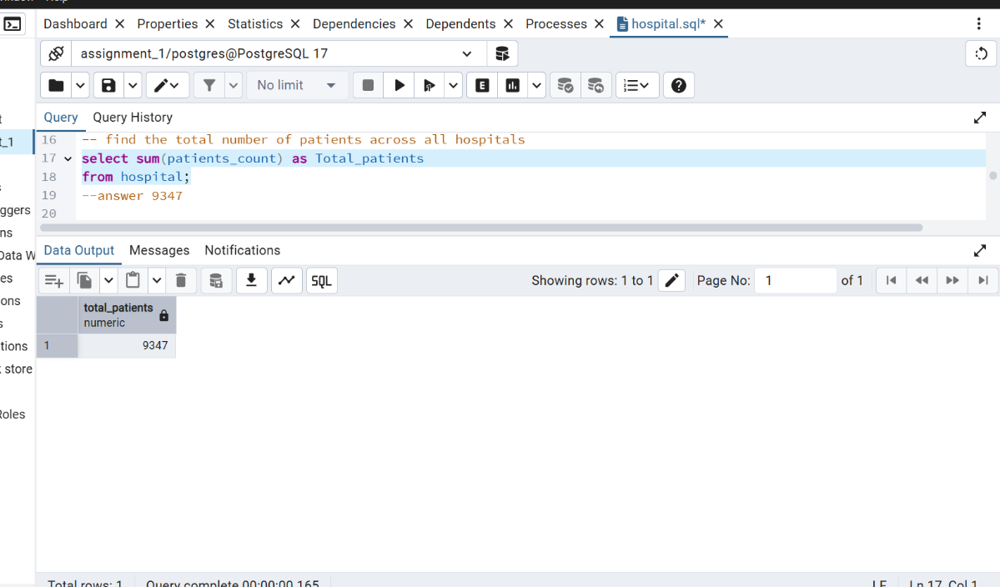 Dashboard Properties Statistics Dependencies Dependents Processes hospital.sql*
assignment_1/postgres@PostgreSQL 17
No limit
E
Query Query History
t_1
16 -- find the total number of patients across all hospitals
17 select sum(patients_count) as Total_patients
18 from hospital;
19 --answer 9347
20
ggers
ns
Data W
es
ons
s
tions
store
Roles
Data Output Messages Notifications
SQL Showing rows: 1 to 1 Page No: 1 of 1
total_patients
numeric
1 9347
Total rows: 1 Query complete 00:00:00.165 LF Ln 17, Col 1